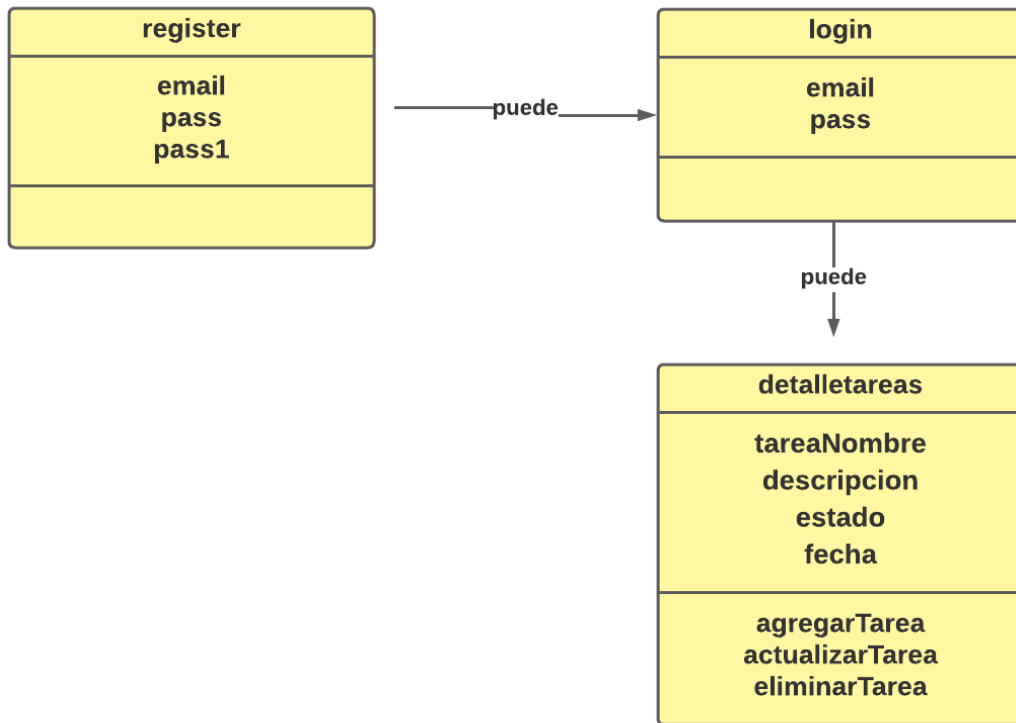 register
email
pass
pass1
puede
login
email
pass
puede
detalletareas
tareaNombre
descripcion
estado
fecha
agregarTarea
actualizarTarea
eliminarTarea